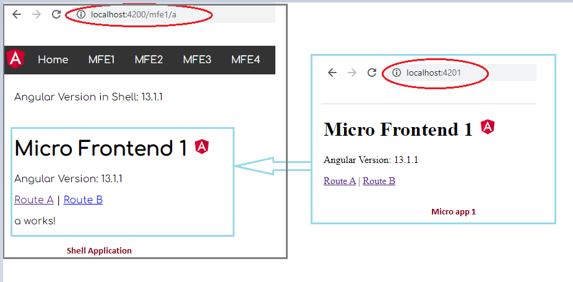 localhost:4200/mfe1/a
Home MFE1 MFE2 MFE3 MFE4
Angular Version in Shell: 13.1.1
Micro Frontend 1
Angular Version: 13.1.1
Route A | Route B
a works!
Shell Application
localhost:4201
Micro Frontend 1
Angular Version: 13.1.1
Route A | Route B
Micro app 1